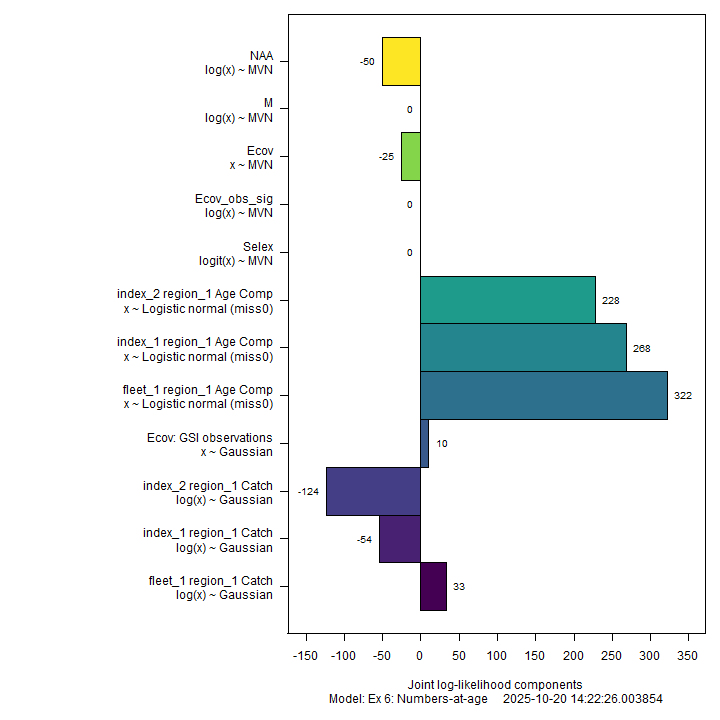 NAA
log(x) ~ MVN
-50
M
log(x) ~ MVN
0
Ecov
x ~ MVN
-25
Ecov_obs_sig
log(x) ~ MVN
0
Selex
logit(x) ~ MVN
0
index_2 region_1 Age Comp
x ~ Logistic normal (miss0)
228
index_1 region_1 Age Comp
x ~ Logistic normal (miss0)
268
fleet_1 region_1 Age Comp
x ~ Logistic normal (miss0)
322
Ecov: GSI observations
x ~ Gaussian
10
index_2 region_1 Catch
log(x) ~ Gaussian
-124
index_1 region_1 Catch
log(x) ~ Gaussian
-54
fleet_1 region_1 Catch
log(x) ~ Gaussian
33
-150 -100 -50 0 50 100 150 200 250 300 350
Joint log-likelihood components
Model: Ex 6: Numbers-at-age 2025-10-20 14:22:26.003854